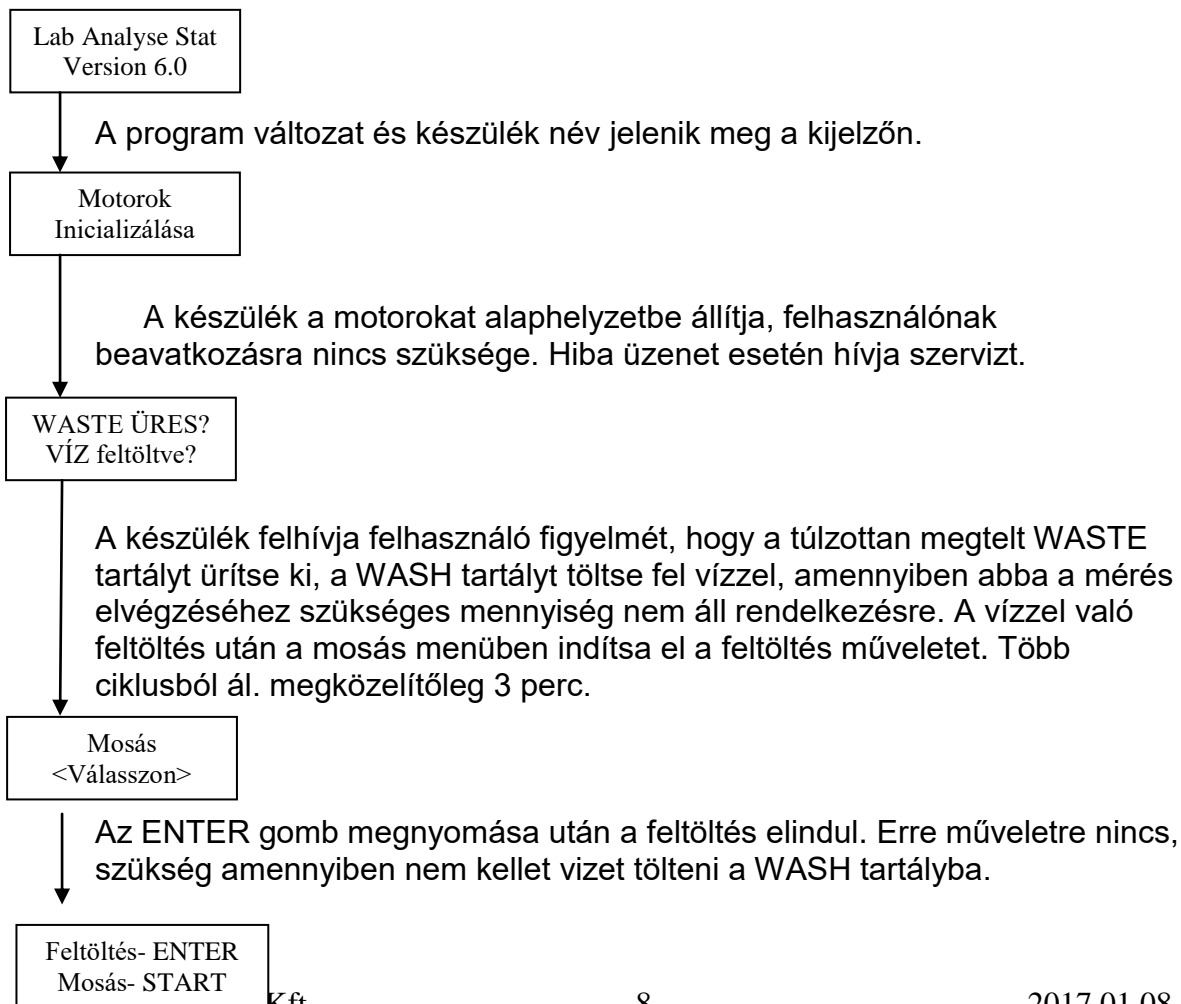 Lab Analyse Stat
Version 6.0
A program változat és készülék név jelenik meg a kijelzőn.
Motorok
Inicializálása
A készülék a motorokat alaphelyzetbe állítja, felhasználónak
beavatkozásra nincs szüksége. Hiba üzenet esetén hívja szervizt.
WASTE ÜRES?
VÍZ feltöltve?
A készülék felhívja felhasználó figyelmét, hogy a túlzottan megtelt WASTE
tartályt ürítse ki, a WASH tartályt töltse fel vízzel, amennyiben abba a mérés
elvégzéséhez szükséges mennyiség nem áll rendelkezésre. A vízzel való
feltöltés után a mosás menüben indítsa el a feltöltés műveletet. Több
ciklusból ál. megközelítőleg 3 perc.
Mosás
<Válasszon>
Az ENTER gomb megnyomása után a feltöltés elindul. Erre műveletre nincs,
szükség amennyiben nem kellet vizet tölteni a WASH tartályba.
Feltöltés- ENTER
Mosás- START
Kft. 8 2017.01.08